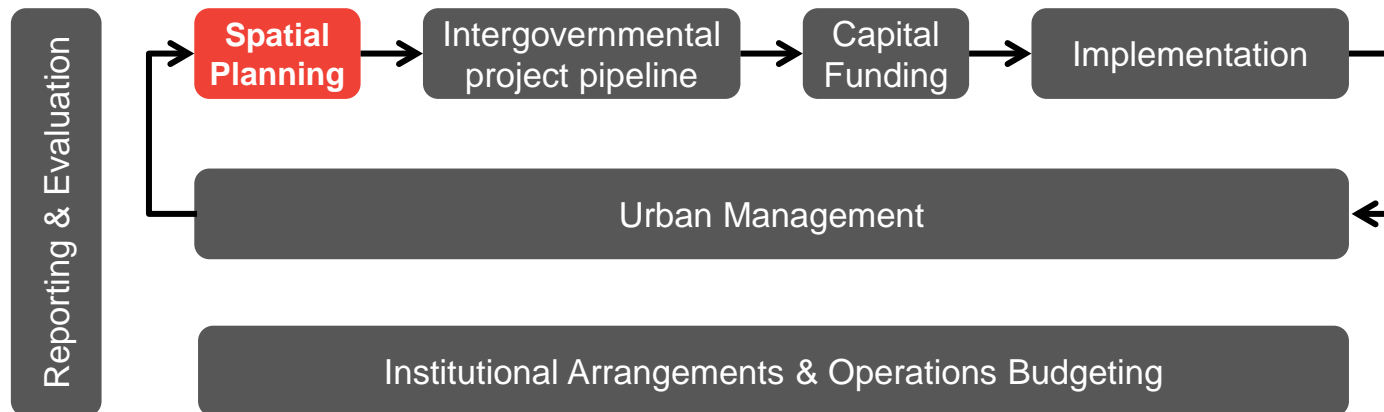 Reporting & Evaluation
Spatial
Planning
Intergovernmental
project pipeline
Capital
Funding
Implementation
Urban Management
Institutional Arrangements & Operations Budgeting